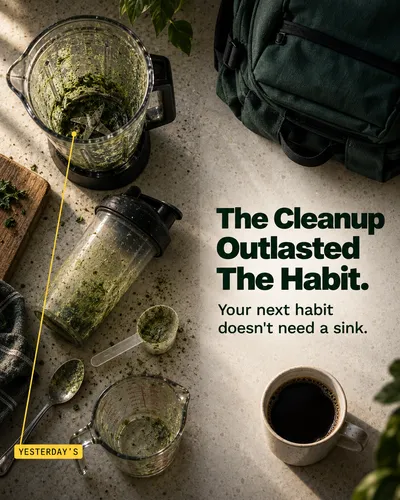 The Cleanup
Outlasted
The Habit.
Your next habit
doesn't need a sink.
YESTERDAY'S